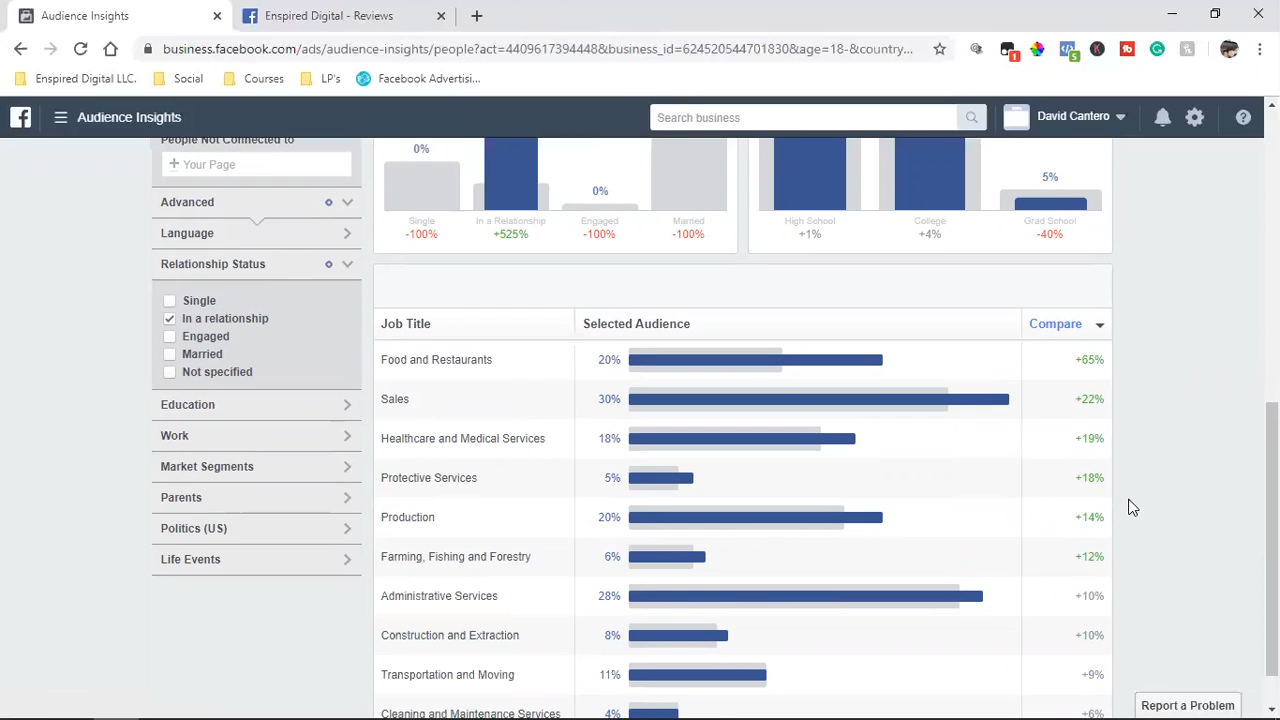 Audience Insights
Enspired Digital - Reviews
business.facebook.com/ads/audience-insights/people?act=4409617394448&business_id=624520544701830&age=18-&country...
Enspired Digital LLC.
Social
Courses
LP's
Facebook Advertisi...
1
5
Audience Insights
Search business
David Cantero
People Not Connected to
+ Your Page
Advanced
Language
Relationship Status
Single
In a relationship
Engaged
Married
Not specified
Education
Work
Market Segments
Parents
Politics (US)
Life Events
0%
0%
Single
In a Relationship
Engaged
Married
-100%
+525%
-100%
-100%
5%
High School
College
Grad School
+1%
+4%
-40%
Job Title Selected Audience Compare
Food and Restaurants 20% +65%
Sales 30% +22%
Healthcare and Medical Services 18% +19%
Protective Services 5% +18%
Production 20% +14%
Farming, Fishing and Forestry 6% +12%
Administrative Services 28% +10%
Construction and Extraction 8% +10%
Transportation and Moving 11% +9%
Cleaning and Maintenance Services 4% +6%
Report a Problem